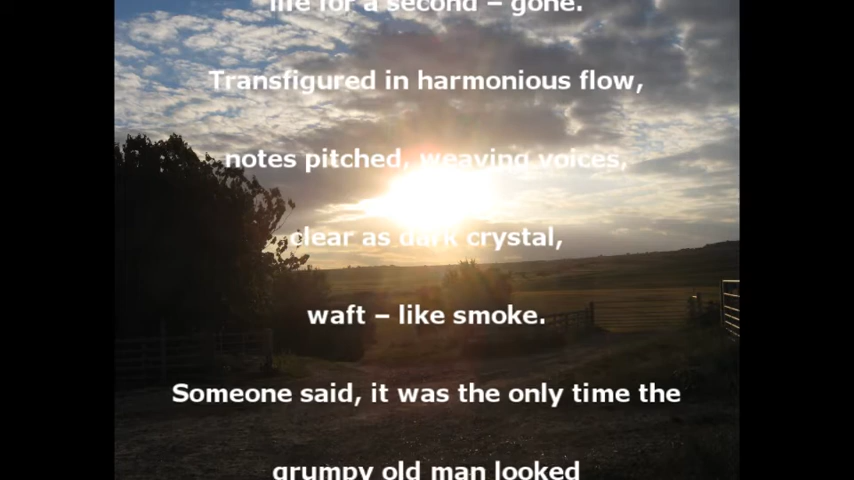 life for a second – gone.
Transfigured in harmonious flow,
notes pitched, weaving voices,
clear as dark crystal,
waft – like smoke.
Someone said, it was the only time the
grumpy old man looked